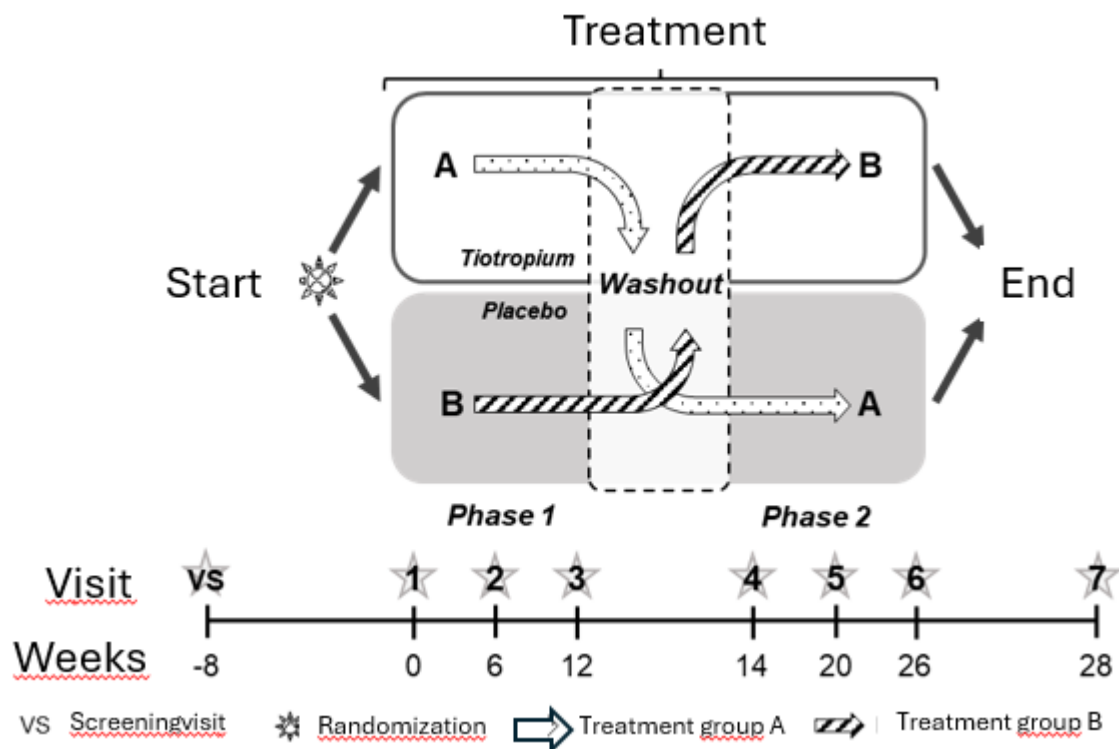 Treatment
A
B
Tiotropium
Start
Washout
End
Placebo
B
A
Phase 1
Phase 2
Visit VS 1 2 3 4 5 6 7
Weeks -8 0 6 12 14 20 26 28
VS Screeningvisit Randomization Treatment group A Treatment group B